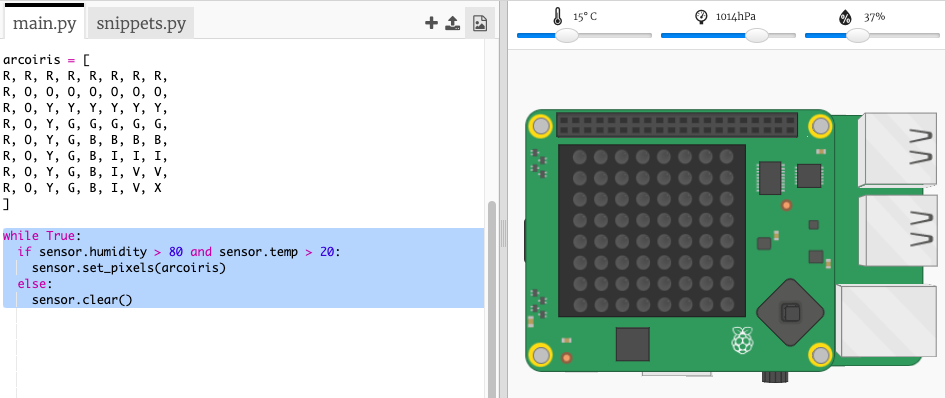 main.py snippets.py
15° C 1014hPa 37%
arcoiris = [
R, R, R, R, R, R, R, R,
R, O, O, O, O, O, O, O,
R, O, Y, Y, Y, Y, Y, Y,
R, O, Y, G, G, G, G, G,
R, O, Y, G, B, B, B, B,
R, O, Y, G, B, I, I, I,
R, O, Y, G, B, I, V, V,
R, O, Y, G, B, I, V, X
]
while True:
  if sensor.humidity > 80 and sensor.temp > 20:
    sensor.set_pixels(arcoiris)
  else:
    sensor.clear()